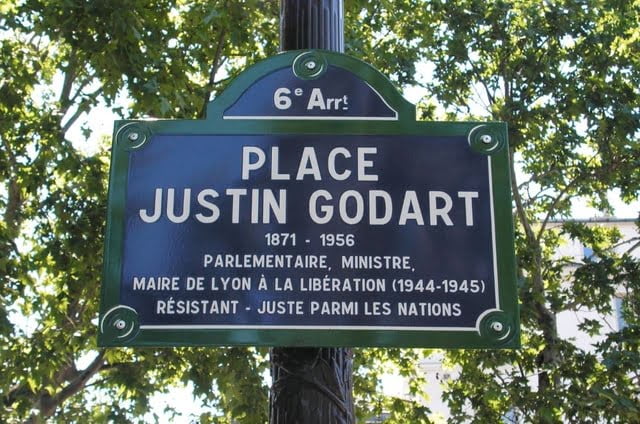 6e Arrt
PLACE
JUSTIN GODART
1871 - 1956
PARLEMENTAIRE, MINISTRE,
MAIRE DE LYON À LA LIBÉRATION (1944-1945)
RÉSISTANT - JUSTE PARMI LES NATIONS